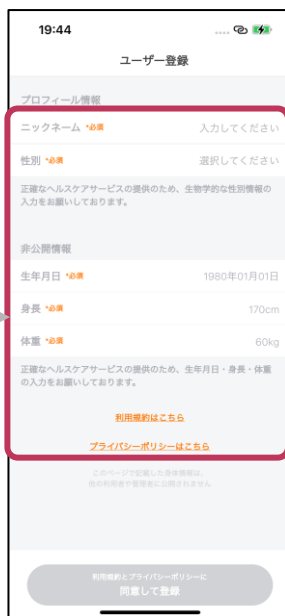 19:44
ユーザー登録
プロフィール情報
ニックネーム *必須 入力してください
性別 *必須 選択してください
正確なヘルスケアサービスの提供のため、生物学的な性別情報の
入力をお願いしております。
非公開情報
生年月日 *必須 1980年01月01日
身長 *必須 170cm
体重 *必須 60kg
正確なヘルスケアサービスの提供のため、生年月日・身長・体重
の入力をお願いしております。
利用規約はこちら
プライバシーポリシーはこちら
このページで記載した身体情報は、
他の利用者や管理者に公開されません
利用規約とプライバシーポリシーに
同意して登録